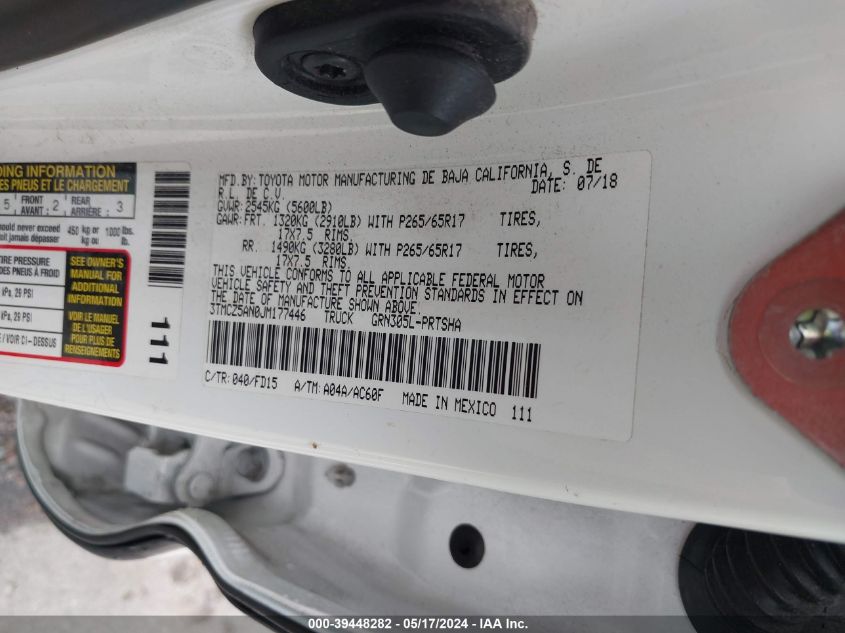 DING INFORMATION
DES PNEUS ET LE CHARGEMENT
5 FRONT AVANT : 2 REAR ARRIÈRE : 3
should never exceed 450 kg or 1000 lbs.
doit jamais dépasser kg ou lb.
TIRE PRESSURE
DES PNEUS À FROID
kPa, 29 PSI
kPa, 29 PSI
E / VOIR CI - DESSUS
SEE OWNER'S
MANUAL FOR
ADDITIONAL
INFORMATION
VOIR LE MANUEL
DE L'USAGER
POUR PLUS DE
RENSEIGNEMENTS
111
MFD.BY: TOYOTA MOTOR MANUFACTURING DE BAJA CALIFORNIA, S. DE
R.L. DE C.V. DATE: 07/18
GVWR: 2545KG (5600LB)
GAWR: FRT. 1320KG (2910LB) WITH P265/65R17 TIRES,
17X7.5 RIMS,
RR. 1490KG (3280LB) WITH P265/65R17 TIRES,
17X7.5 RIMS,
THIS VEHICLE CONFORMS TO ALL APPLICABLE FEDERAL MOTOR
VEHICLE SAFETY AND THEFT PREVENTION STANDARDS IN EFFECT ON
THE DATE OF MANUFACTURE SHOWN ABOVE.
3TMCZ5AN0JM177446 TRUCK GRN305L-PRTSHA
C/TR: 040/FD15 A/TM: A04A/AC60F MADE IN MEXICO 111
000-39448282 - 05/17/2024 - IAA Inc.